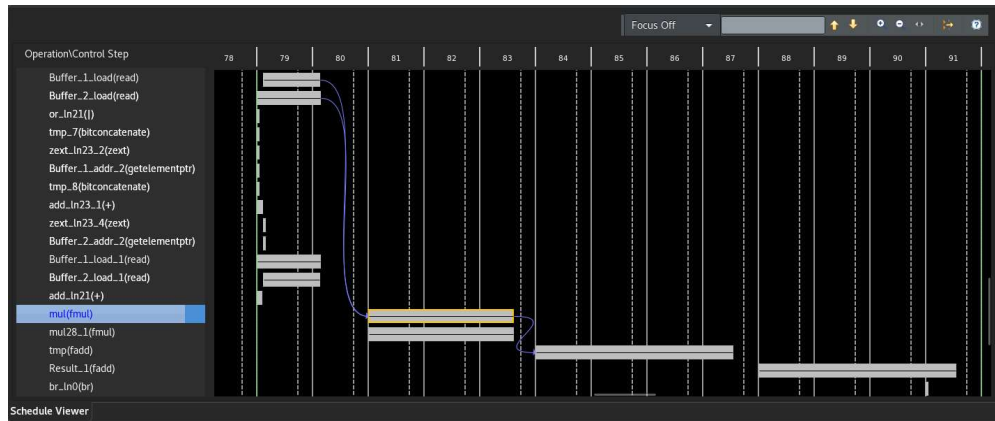 Focus Off
Operation\Control Step
78 79 80 81 82 83 84 85 86 87 88 89 90 91
Buffer_1_load(read)
Buffer_2_load(read)
or_ln21(|)
tmp_7(bitconcatenate)
zext_ln23_2(zext)
Buffer_1_addr_2(getelementptr)
tmp_8(bitconcatenate)
add_ln23_1(+)
zext_ln23_4(zext)
Buffer_2_addr_2(getelementptr)
Buffer_1_load_1(read)
Buffer_2_load_1(read)
add_ln21(+)
mul(fmul)
mul28_1(fmul)
tmp(fadd)
Result_1(fadd)
br_ln0(br)
Schedule Viewer